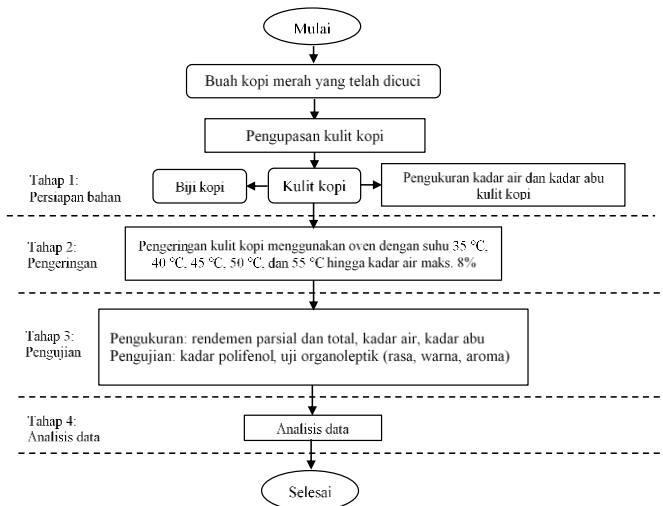 Mulai
Buah kopi merah yang telah dicuci
Pengupasan kulit kopi
Tahap 1:
Persiapan bahan
Biji kopi
Kulit kopi
Pengukuran kadar air dan kadar abu
kulit kopi
Tahap 2:
Pengeringan
Pengeringan kulit kopi menggunakan oven dengan suhu 35 °C,
40 °C, 45 °C, 50 °C, dan 55 °C hingga kadar air maks. 8%
Tahap 3:
Pengujian
Pengukuran: rendemen parsial dan total, kadar air, kadar abu
Pengujian: kadar polifenol, uji organoleptik (rasa, warna, aroma)
Tahap 4:
Analisis data
Analisis data
Selesai